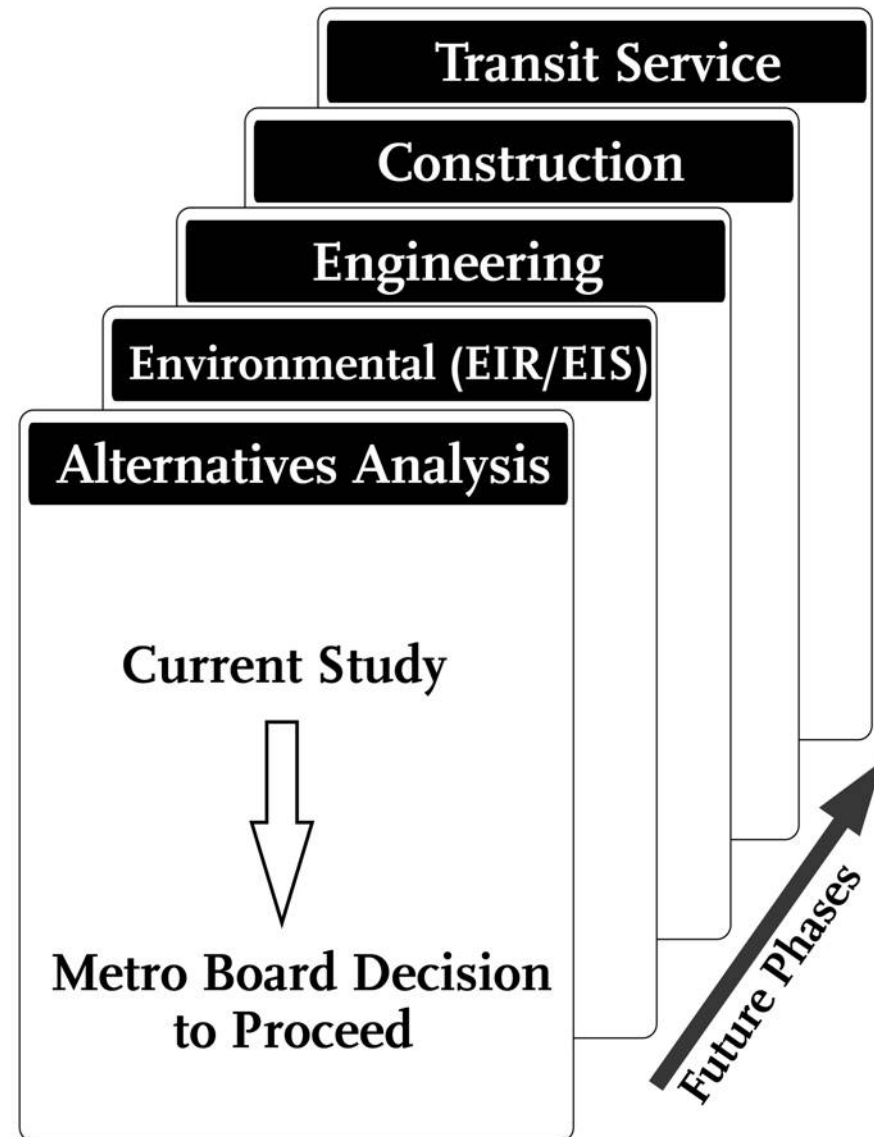 Transit Service
Construction
Engineering
Environmental (EIR/EIS)
Alternatives Analysis
Current Study
Metro Board Decision
to Proceed
Future Phases